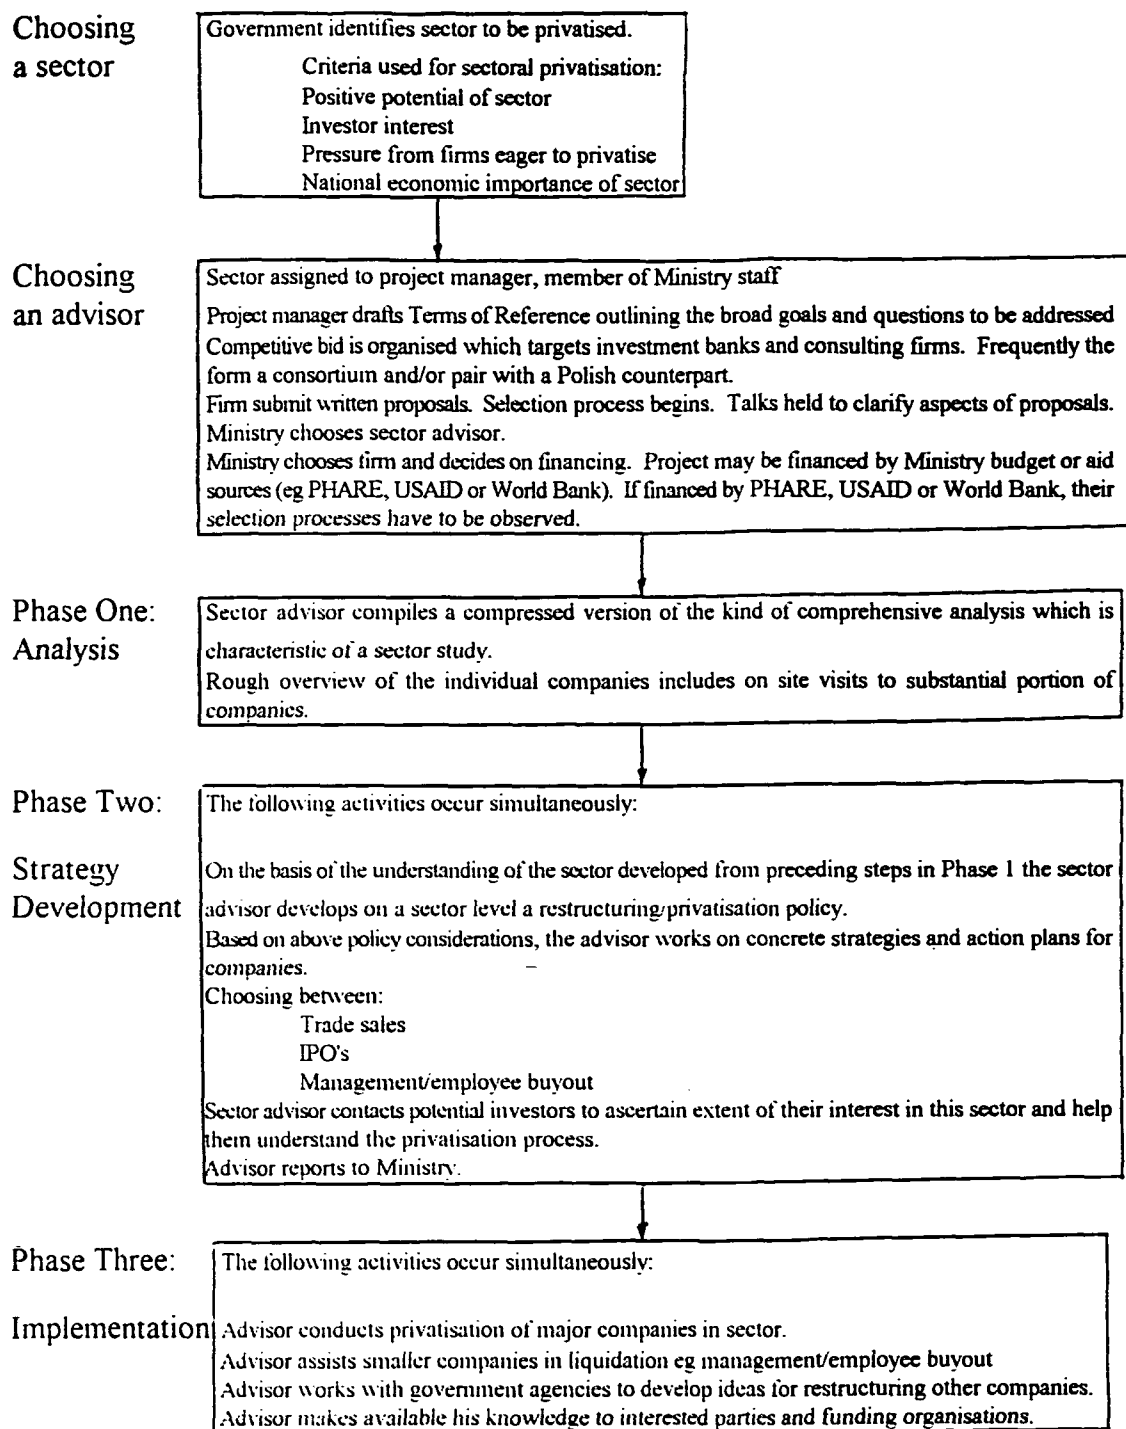 Choosing
a sector
Government identifies sector to be privatised.
Criteria used for sectoral privatisation:
Positive potential of sector
Investor interest
Pressure from firms eager to privatise
National economic importance of sector
Choosing
an advisor
Sector assigned to project manager, member of Ministry staff
Project manager drafts Terms of Reference outlining the broad goals and questions to be addressed
Competitive bid is organised which targets investment banks and consulting firms. Frequently the
form a consortium and/or pair with a Polish counterpart.
Firm submit written proposals. Selection process begins. Talks held to clarify aspects of proposals.
Ministry chooses sector advisor.
Ministry chooses firm and decides on financing. Project may be financed by Ministry budget or aid
sources (eg PHARE, USAID or World Bank). If financed by PHARE, USAID or World Bank, their
selection processes have to be observed.
Phase One:
Analysis
Sector advisor compiles a compressed version of the kind of comprehensive analysis which is
characteristic of a sector study.
Rough overview of the individual companies includes on site visits to substantial portion of
companies.
Phase Two:
Strategy
Development
The following activities occur simultaneously:
On the basis of the understanding of the sector developed from preceding steps in Phase 1 the sector
advisor develops on a sector level a restructuring/privatisation policy.
Based on above policy considerations, the advisor works on concrete strategies and action plans for
companies.
Choosing between:
Trade sales
IPO's
Management/employee buyout
Sector advisor contacts potential investors to ascertain extent of their interest in this sector and help
them understand the privatisation process.
Advisor reports to Ministry.
Phase Three:
Implementation
The following activities occur simultaneously:
Advisor conducts privatisation of major companies in sector.
Advisor assists smaller companies in liquidation eg management/employee buyout
Advisor works with government agencies to develop ideas for restructuring other companies.
Advisor makes available his knowledge to interested parties and funding organisations.